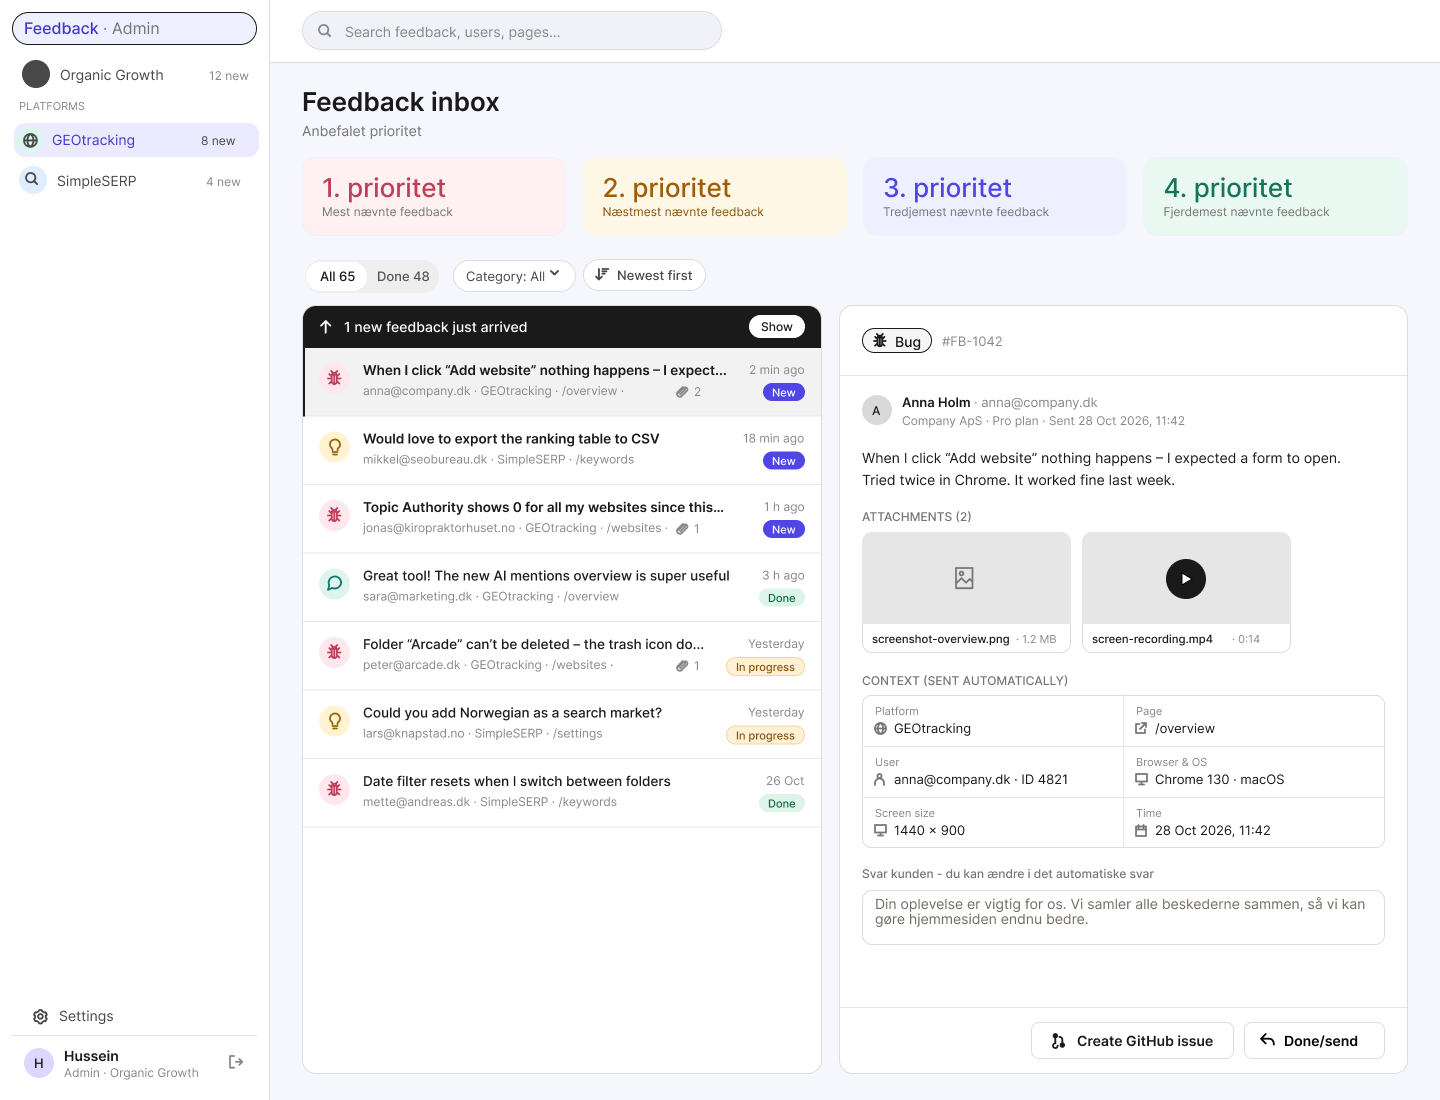 Feedback · Admin
Organic Growth 12 new
PLATFORMS
GEOtracking 8 new
SimpleSERP 4 new
Settings
H
Hussein
Admin · Organic Growth
Search feedback, users, pages...
Feedback inbox
Anbefalet prioritet
1. prioritet
Mest nævnte feedback
2. prioritet
Næstmest nævnte feedback
3. prioritet
Tredjemest nævnte feedback
4. prioritet
Fjerdemest nævnte feedback
All 65 Done 48 Category: All Newest first
1 new feedback just arrived Show
When I click “Add website” nothing happens – I expect... 2 min ago
anna@company.dk · GEOtracking · /overview · 2 New
Would love to export the ranking table to CSV 18 min ago
mikkel@seobureau.dk · SimpleSERP · /keywords New
Topic Authority shows 0 for all my websites since this... 1 h ago
jonas@kiropraktorhuset.no · GEOtracking · /websites · 1 New
Great tool! The new AI mentions overview is super useful 3 h ago
sara@marketing.dk · GEOtracking · /overview Done
Folder “Arcade” can’t be deleted – the trash icon do... Yesterday
peter@arcade.dk · GEOtracking · /websites · 1 In progress
Could you add Norwegian as a search market? Yesterday
lars@knapstad.no · SimpleSERP · /settings In progress
Date filter resets when I switch between folders 26 Oct
mette@andreas.dk · SimpleSERP · /keywords Done
Bug #FB-1042
A
Anna Holm · anna@company.dk
Company ApS · Pro plan · Sent 28 Oct 2026, 11:42
When I click “Add website” nothing happens – I expected a form to open.
Tried twice in Chrome. It worked fine last week.
ATTACHMENTS (2)
screenshot-overview.png · 1.2 MB
screen-recording.mp4 · 0:14
CONTEXT (SENT AUTOMATICALLY)
Platform
GEOtracking
Page
/overview
User
anna@company.dk · ID 4821
Browser & OS
Chrome 130 · macOS
Screen size
1440 × 900
Time
28 Oct 2026, 11:42
Svar kunden - du kan ændre i det automatiske svar
Din oplevelse er vigtig for os. Vi samler alle beskederne sammen, så vi kan
gøre hjemmesiden endnu bedre.
Create GitHub issue
Done/send